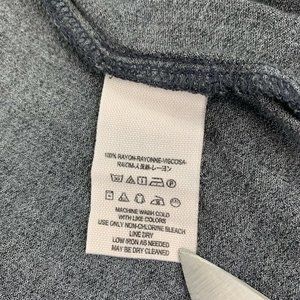 100% RAYON-RAYONNE-VISCOSA-
RAYON-人造絲-レーヨン
MACHINE WASH COLD
WITH LIKE COLORS
USE ONLY NON-CHLORINE BLEACH
LIKE DRY
LOW IRON AS NEEDED
MAY BE DRY CLEANED